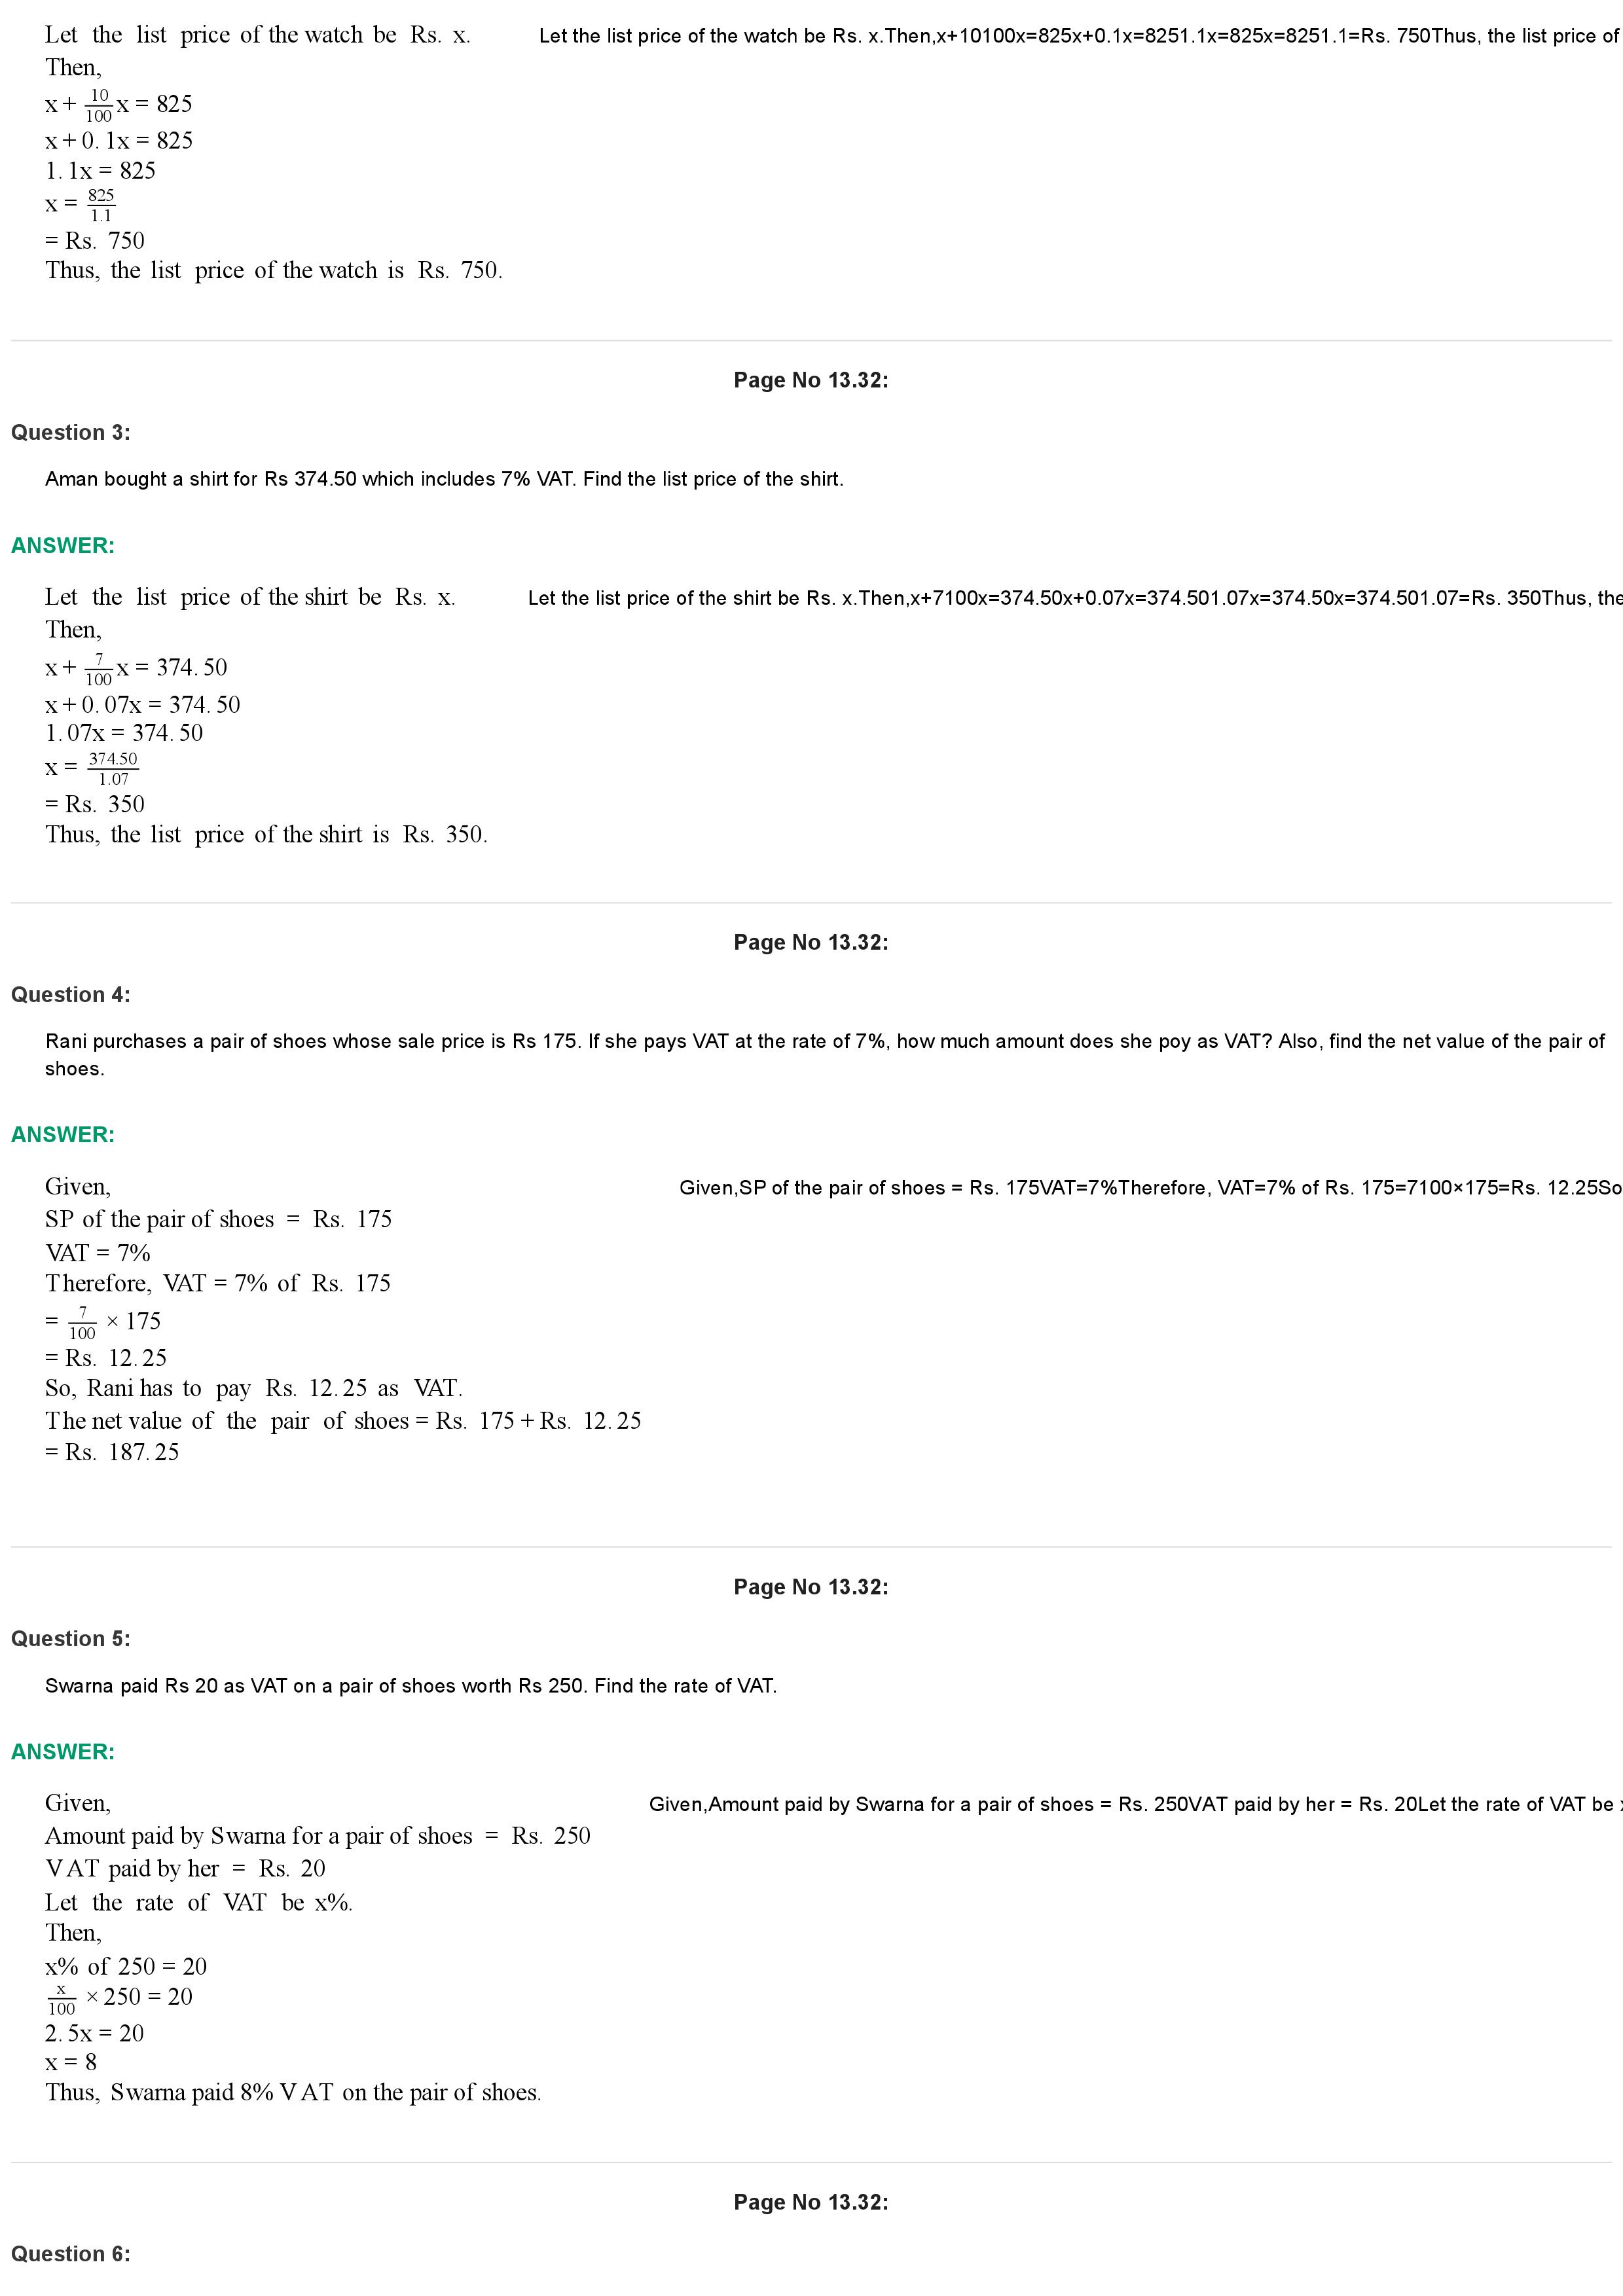 Let the list price of the watch be Rs. x. Let the list price of the watch be Rs. x.Then,x+10100x=825x+0.1x=8251.1x=825x=8251.1=Rs. 750Thus, the list price of
Then,
x + 10/100 x = 825
x + 0.1x = 825
1.1x = 825
x = 825/1.1
= Rs. 750
Thus, the list price of the watch is Rs. 750.
Page No 13.32:
Question 3:
Aman bought a shirt for Rs 374.50 which includes 7% VAT. Find the list price of the shirt.
ANSWER:
Let the list price of the shirt be Rs. x. Let the list price of the shirt be Rs. x.Then,x+7100x=374.50x+0.07x=374.501.07x=374.50x=374.501.07=Rs. 350Thus, the
Then,
x + 7/100 x = 374.50
x + 0.07x = 374.50
1.07x = 374.50
x = 374.50/1.07
= Rs. 350
Thus, the list price of the shirt is Rs. 350.
Page No 13.32:
Question 4:
Rani purchases a pair of shoes whose sale price is Rs 175. If she pays VAT at the rate of 7%, how much amount does she poy as VAT? Also, find the net value of the pair of
shoes.
ANSWER:
Given, Given,SP of the pair of shoes = Rs. 175VAT=7%Therefore, VAT=7% of Rs. 175=7100×175=Rs. 12.25So
SP of the pair of shoes = Rs. 175
VAT = 7%
Therefore, VAT = 7% of Rs. 175
= 7/100 × 175
= Rs. 12.25
So, Rani has to pay Rs. 12.25 as VAT.
The net value of the pair of shoes = Rs. 175 + Rs. 12.25
= Rs. 187.25
Page No 13.32:
Question 5:
Swarna paid Rs 20 as VAT on a pair of shoes worth Rs 250. Find the rate of VAT.
ANSWER:
Given, Given,Amount paid by Swarna for a pair of shoes = Rs. 250VAT paid by her = Rs. 20Let the rate of VAT be
Amount paid by Swarna for a pair of shoes = Rs. 250
VAT paid by her = Rs. 20
Let the rate of VAT be x%.
Then,
x% of 250 = 20
x/100 × 250 = 20
2.5x = 20
x = 8
Thus, Swarna paid 8% VAT on the pair of shoes.
Page No 13.32:
Question 6: